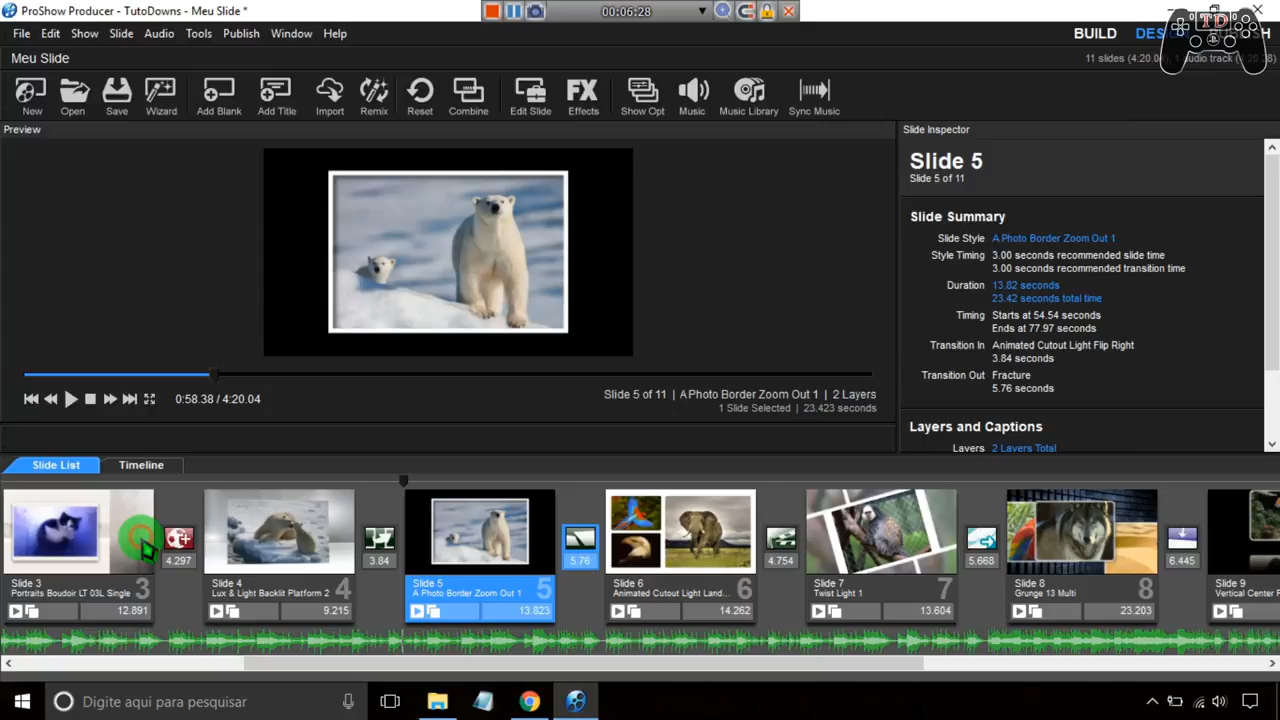 ProShow Producer - TutoDowns - Meu Slide *
00:06:28
File Edit Show Slide Audio Tools Publish Window Help
BUILD
TD
Meu Slide
New Open Save Wizard Add Blank Add Title Import Remix Reset Combine Edit Slide FX Effects Show Opt Music Music Library Sync Music
Preview
Slide 5 of 11 | A Photo Border Zoom Out 1 | 2 Layers
0:58.38 / 4:20.04
1 Slide Selected | 23.423 seconds
Slide Inspector
Slide 5
Slide 5 of 11
Slide Summary
Slide Style A Photo Border Zoom Out 1
Style Timing 3.00 seconds recommended slide time
3.00 seconds recommended transition time
Duration 13.82 seconds
23.42 seconds total time
Timing Starts at 54.54 seconds
Ends at 77.97 seconds
Transition In Animated Cutout Light Flip Right
3.84 seconds
Transition Out Fracture
5.76 seconds
Layers and Captions
Layers 2 Layers Total
Slide List Timeline
4.297 3.84 5.76 4.754 5.668 6.445
Slide 3 3 Slide 4 4 Slide 5 5 Slide 6 6 Slide 7 7 Slide 8 8 Slide 9
Portraits Boudoir LT 03L Single Lux & Light Backlit Platform 2 A Photo Border Zoom Out 1 Animated Cutout Light Land... Twist Light 1 Grunge 13 Multi Vertical Center F
12.891 9.215 13.823 14.262 13.604 23.203
Digite aqui para pesquisar